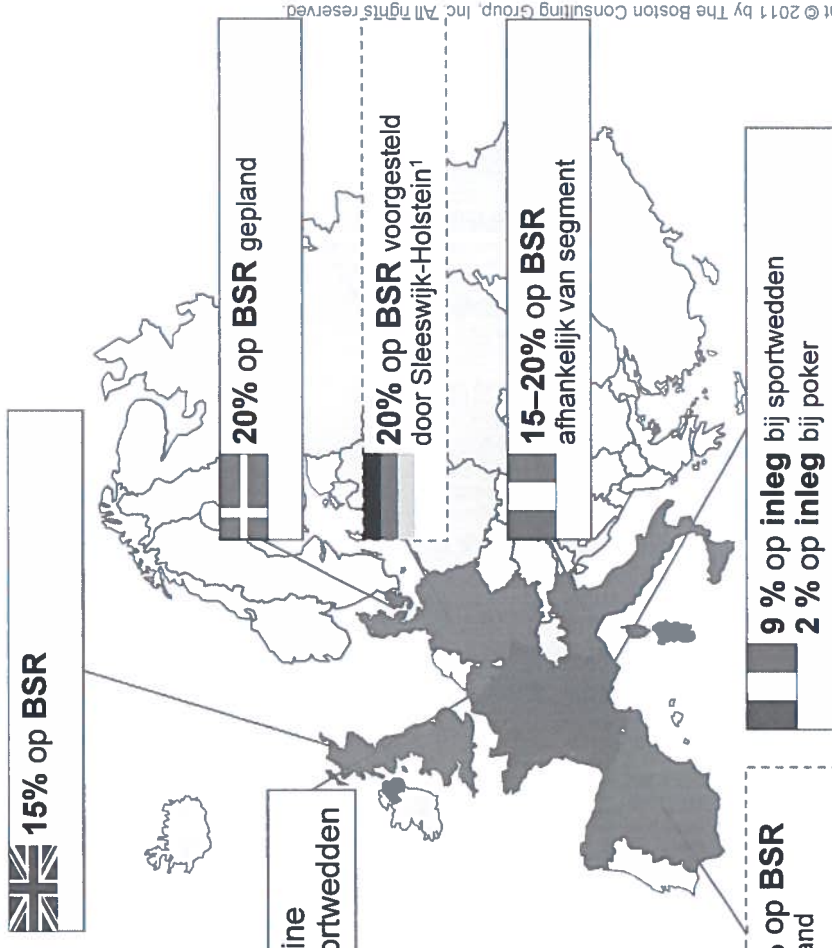 15% op BSR
20% op BSR gepland
20% op BSR voorgesteld
door Sleeswijk-Holstein¹
15–20% op BSR
afhankelijk van segment
9 % op inleg bij sportwedden
2 % op inleg bij poker
ine
ortwedden
% op BSR
and
© 2011 by The Boston Consulting Group, Inc. All rights reserved.